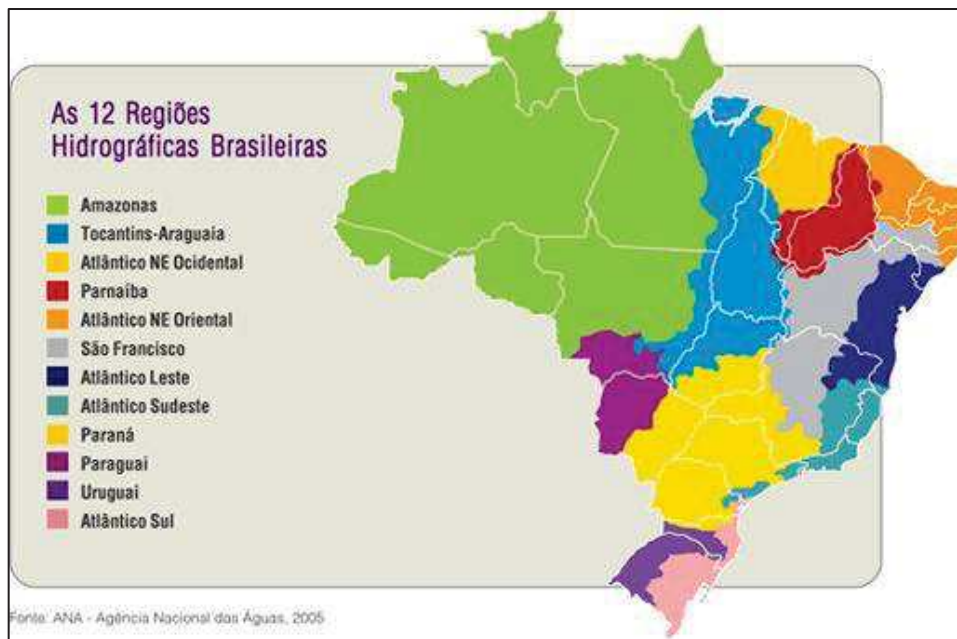 As 12 Regiões
Hidrográficas Brasileiras
Amazonas
Tocantins-Araguaia
Atlântico NE Ocidental
Parnaíba
Atlântico NE Oriental
São Francisco
Atlântico Leste
Atlântico Sudeste
Paraná
Paraguai
Uruguai
Atlântico Sul
Fonte: ANA - Agência Nacional das Águas, 2005